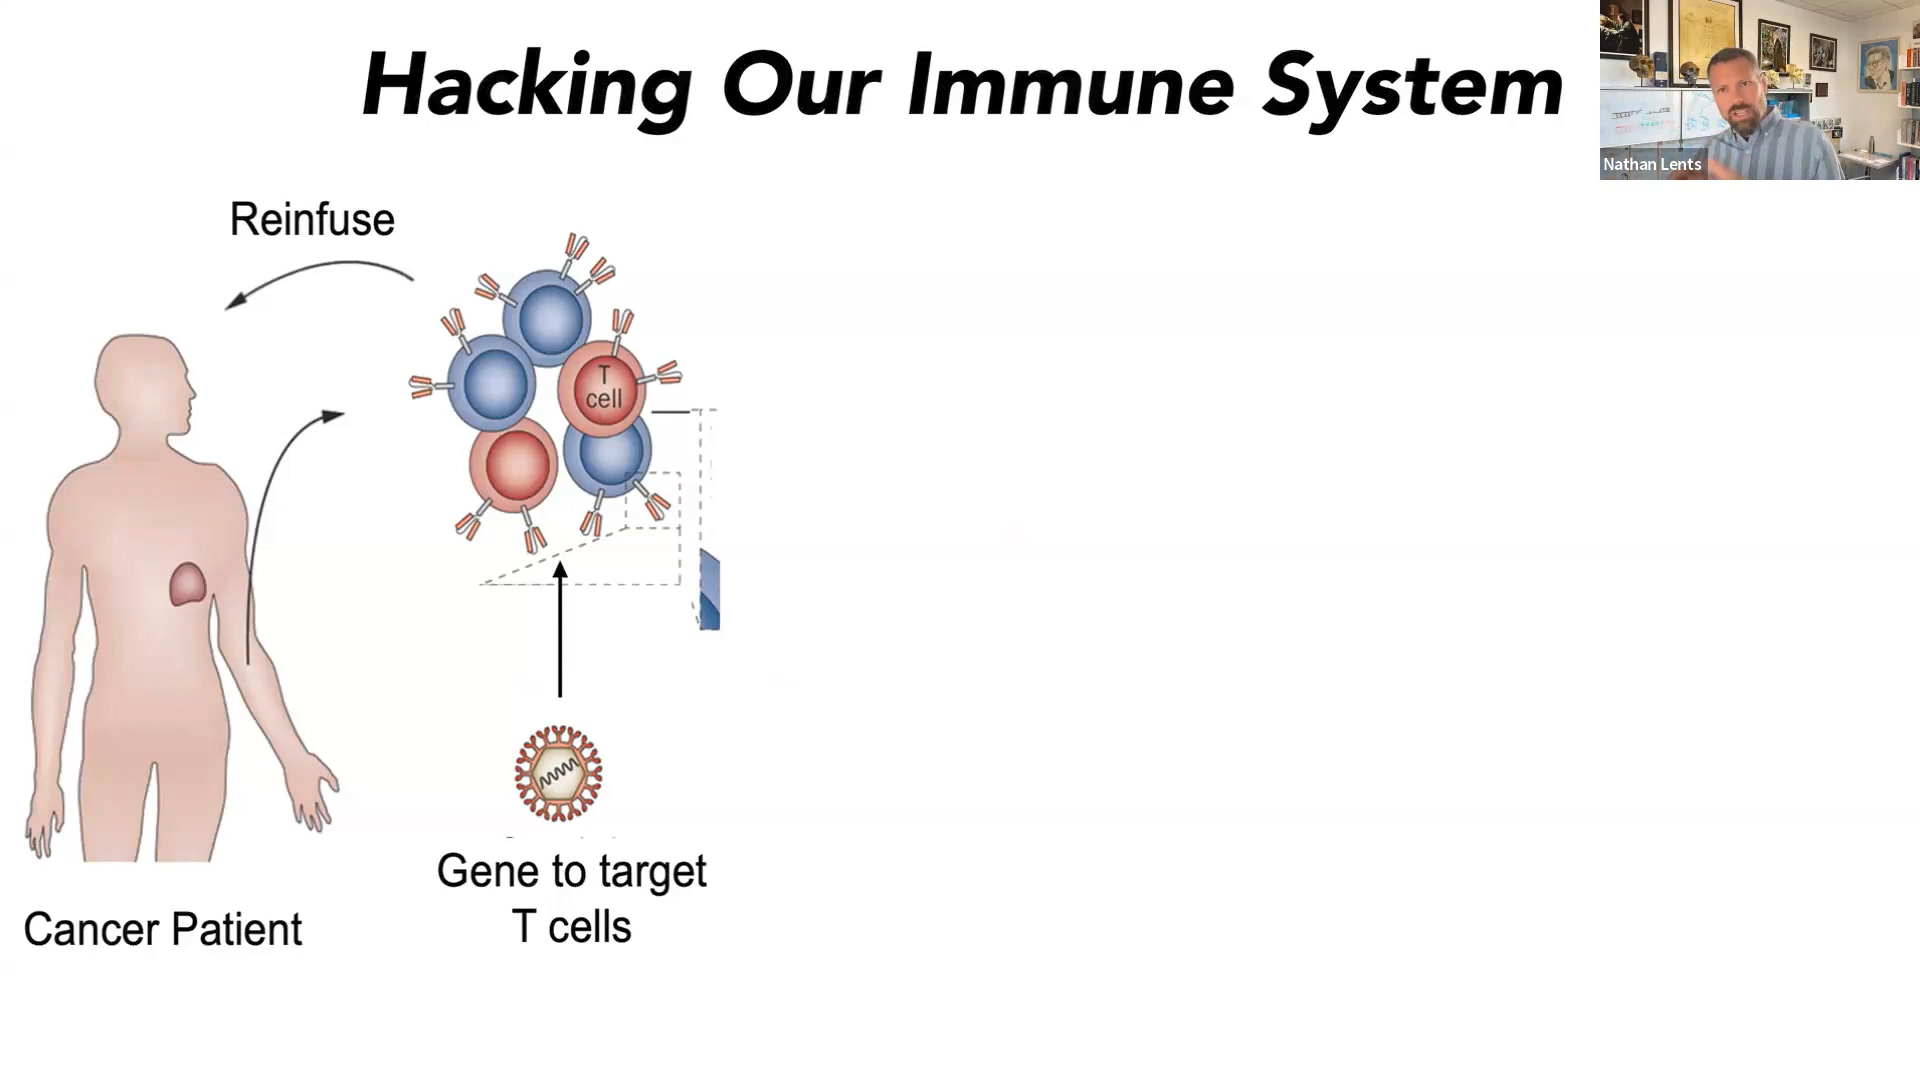 Hacking Our Immune System
Nathan Lents
Reinfuse
T
cell
Gene to target
T cells
Cancer Patient